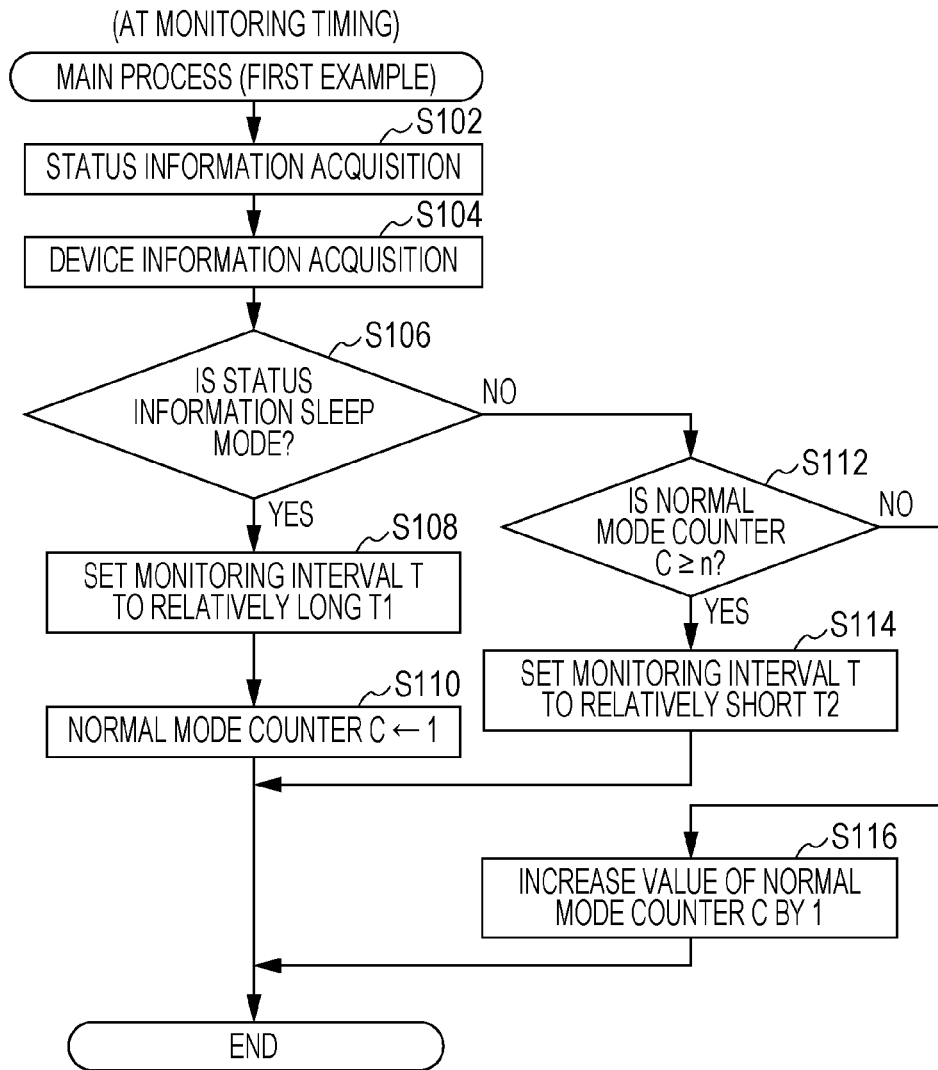 (AT MONITORING TIMING)
MAIN PROCESS (FIRST EXAMPLE)
S102
STATUS INFORMATION ACQUISITION
S104
DEVICE INFORMATION ACQUISITION
S106
IS STATUS
INFORMATION SLEEP
MODE?
NO
YES
S108
SET MONITORING INTERVAL T
TO RELATIVELY LONG T1
S110
NORMAL MODE COUNTER C ← 1
S112
IS NORMAL
MODE COUNTER
C ≥ n?
NO
YES
S114
SET MONITORING INTERVAL T
TO RELATIVELY SHORT T2
S116
INCREASE VALUE OF NORMAL
MODE COUNTER C BY 1
END